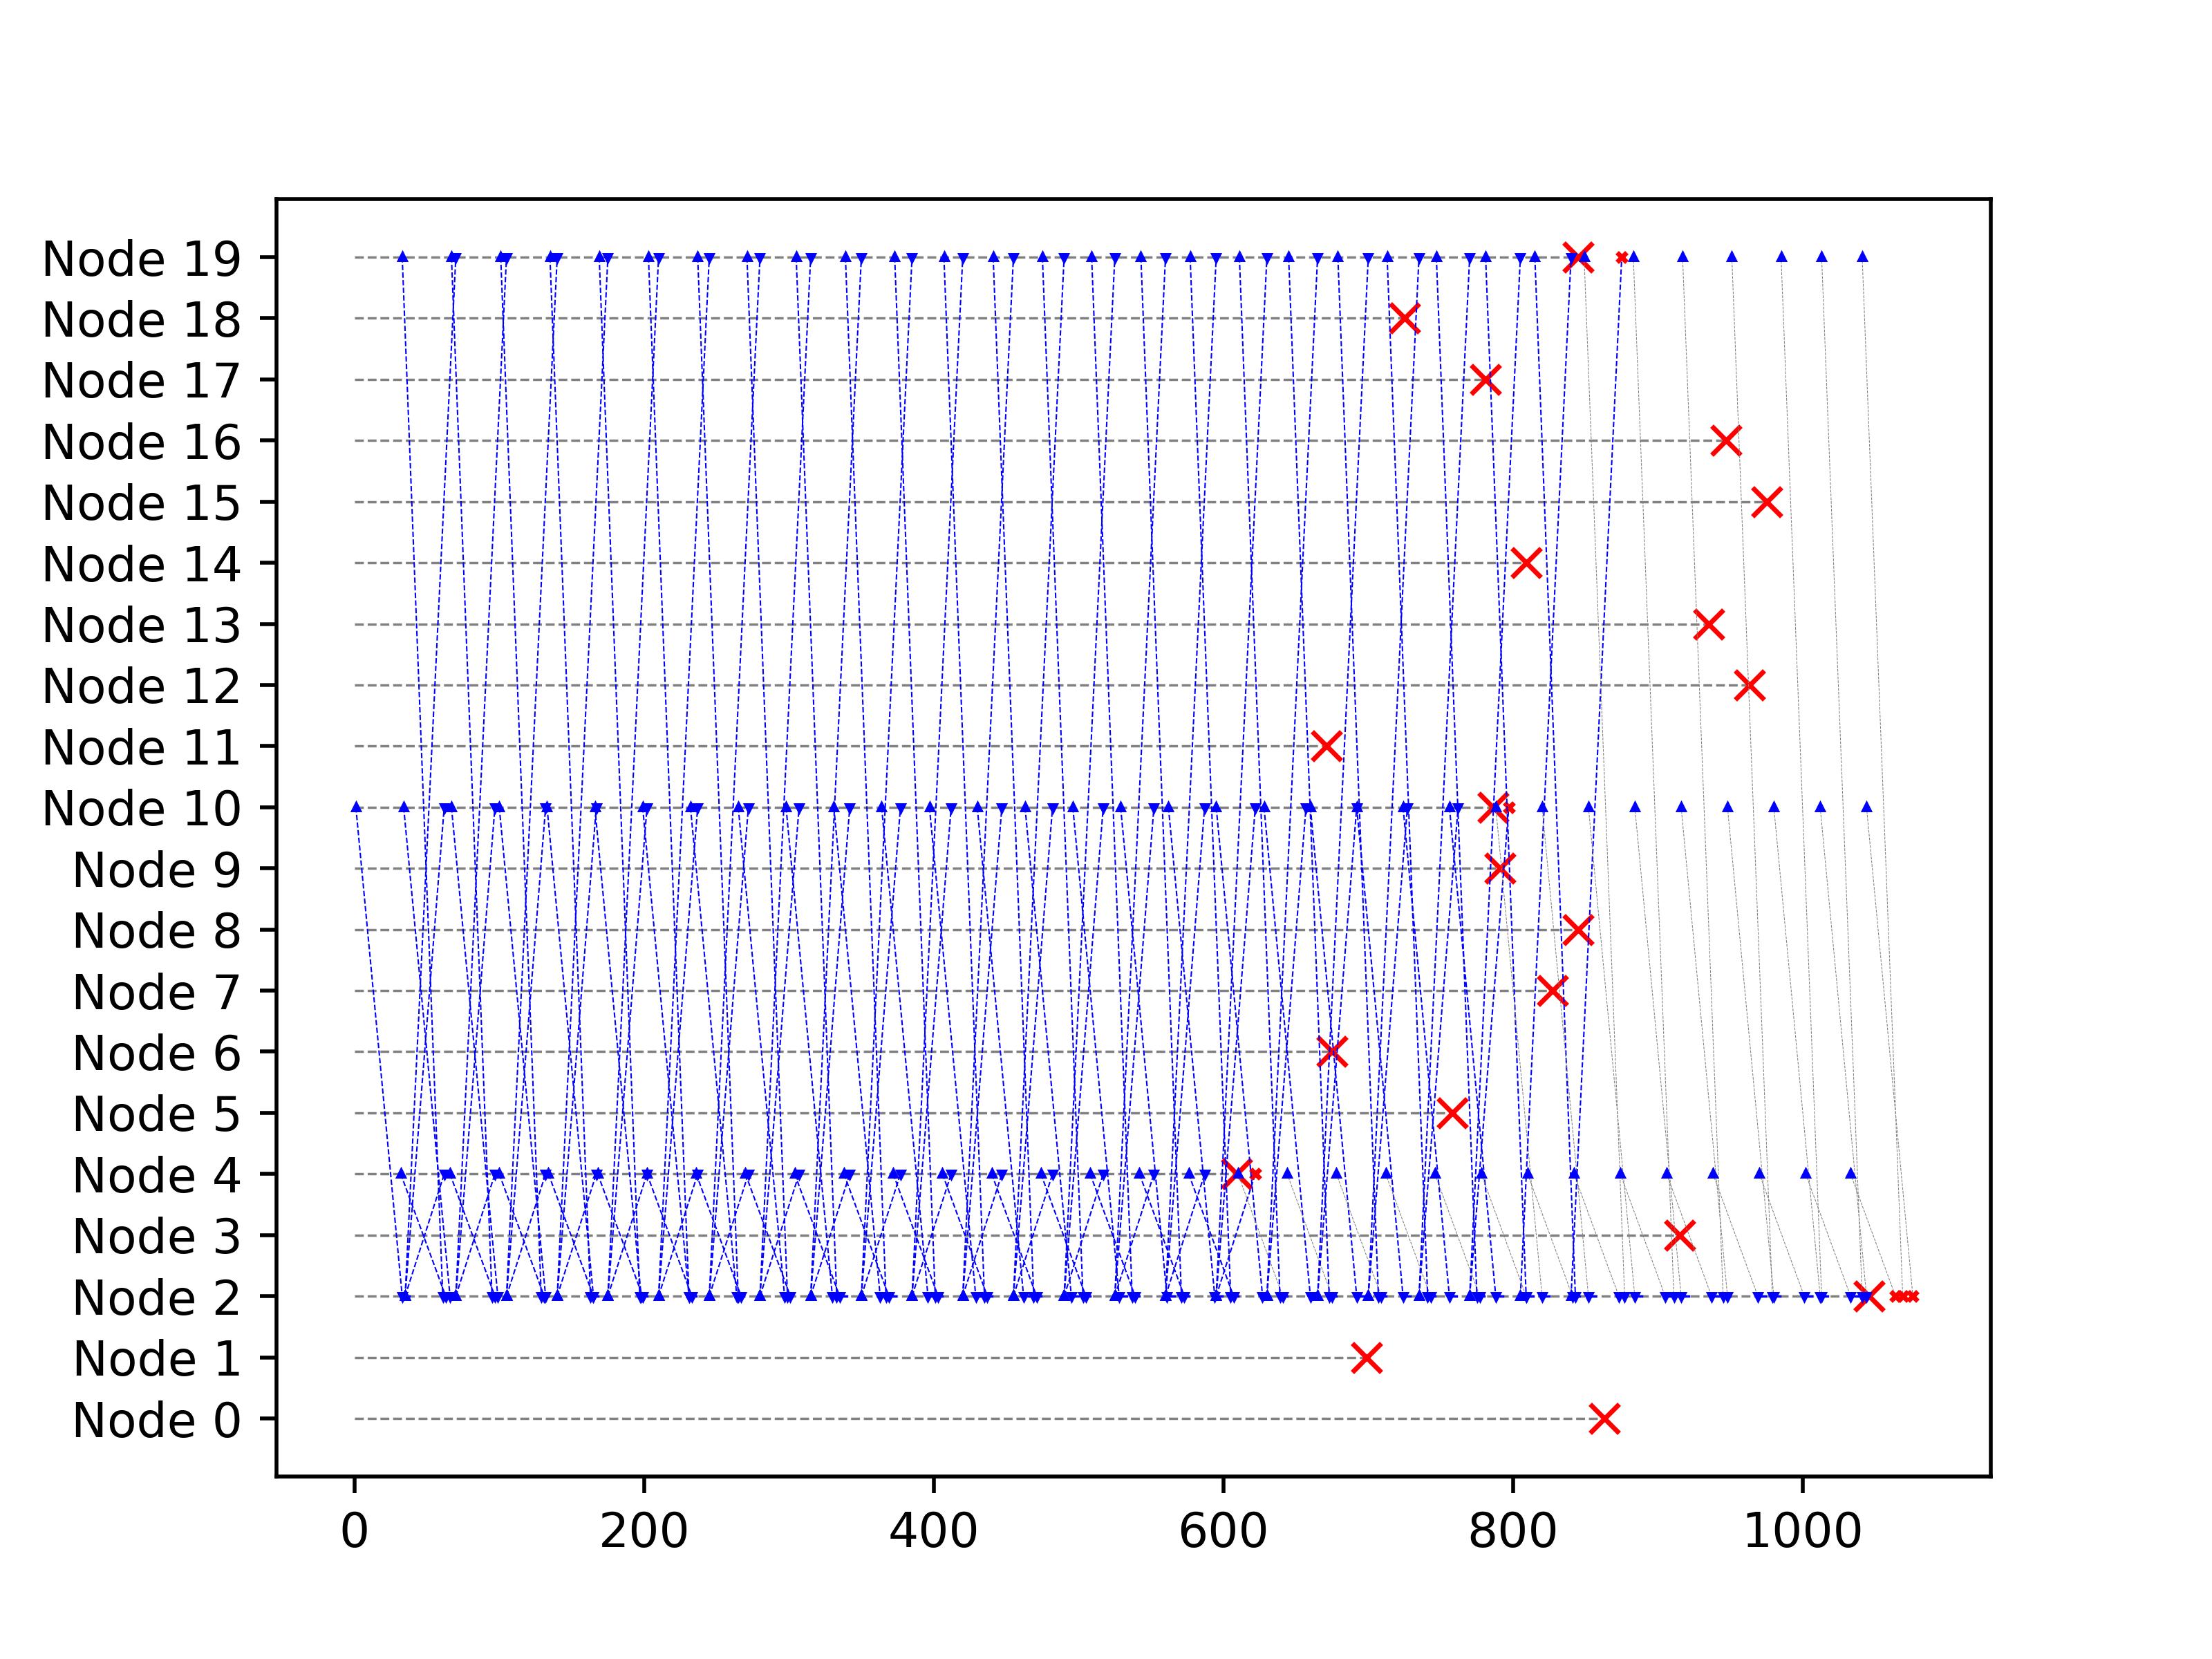 Node 19
Node 18
Node 17
Node 16
Node 15
Node 14
Node 13
Node 12
Node 11
Node 10
Node 9
Node 8
Node 7
Node 6
Node 5
Node 4
Node 3
Node 2
Node 1
Node 0
0 200 400 600 800 1000